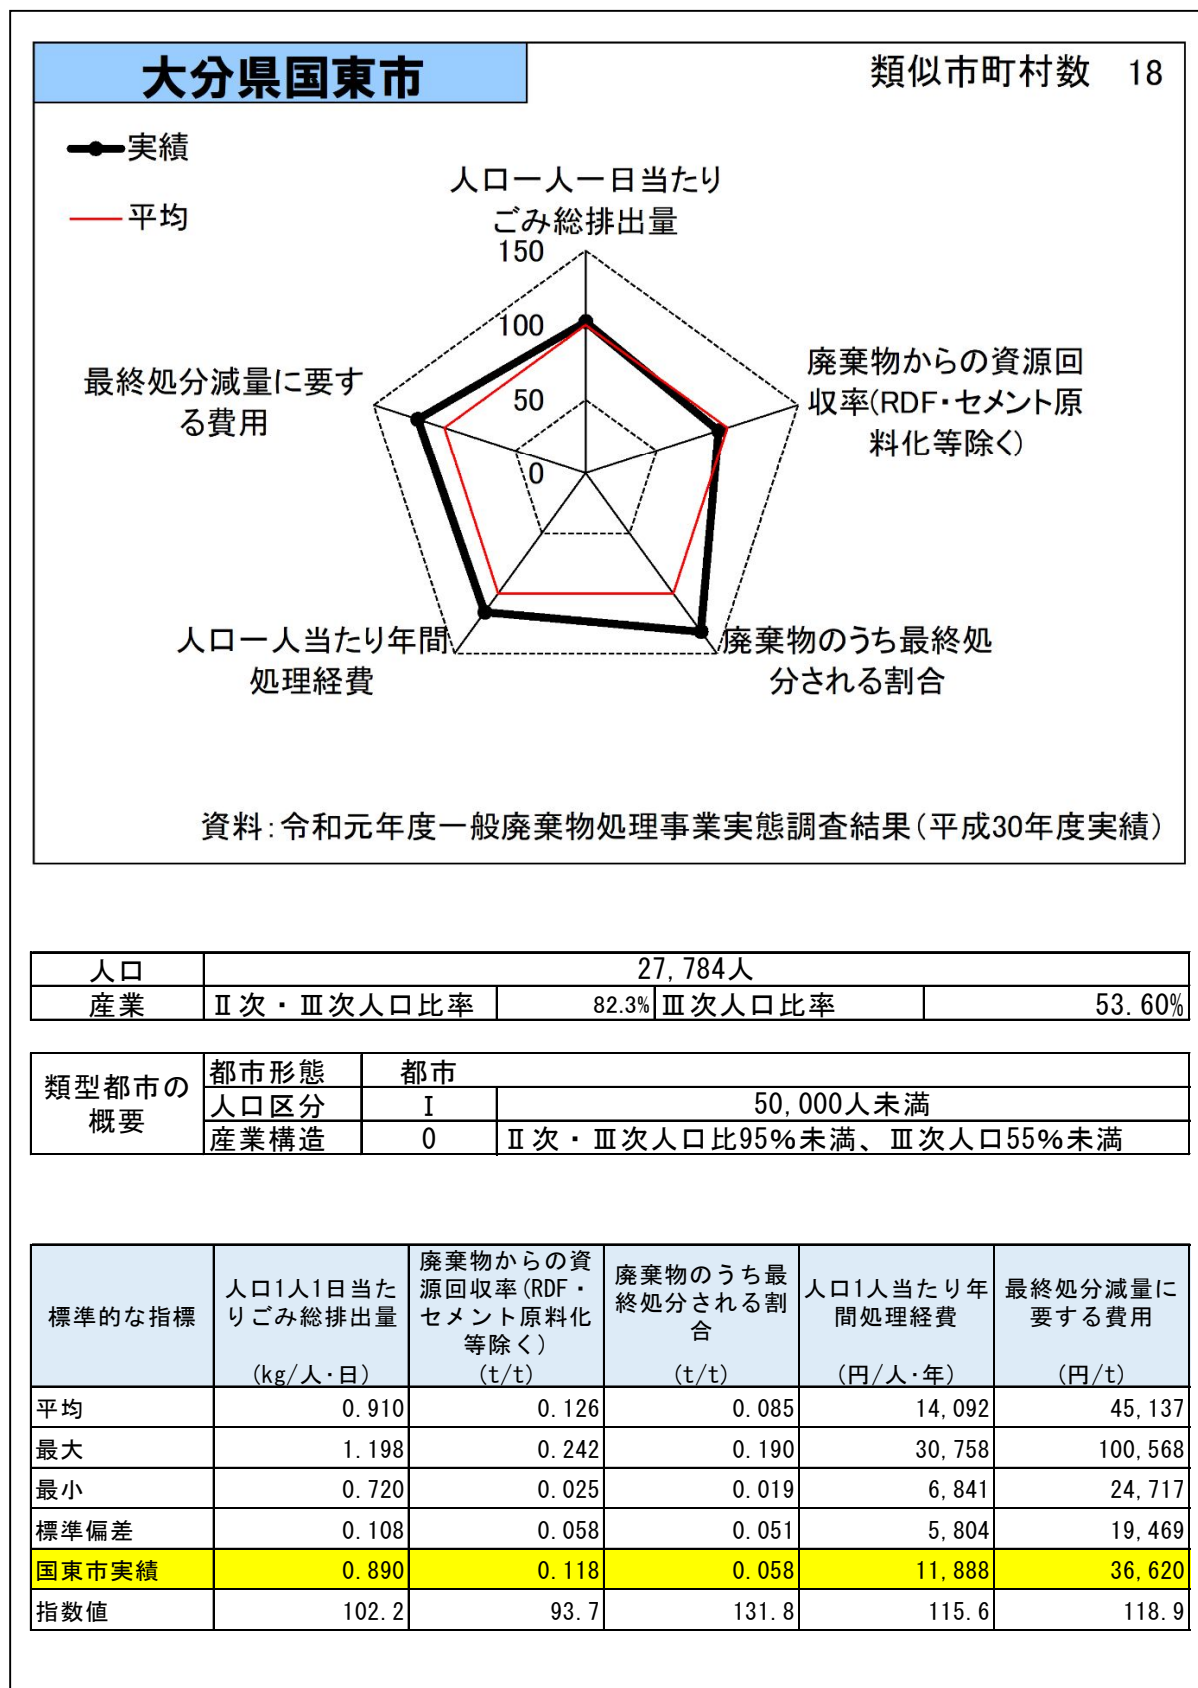 大分県国東市
類似市町村数　18
実績
平均
人口一人一日当たり
ごみ総排出量
150
100
50
0
廃棄物からの資源回
収率(RDF・セメント原
料化等除く)
廃棄物のうち最終処
分される割合
人口一人当たり年間
処理経費
最終処分減量に要す
る費用
資料:令和元年度一般廃棄物処理事業実態調査結果(平成30年度実績)
人口 27,784人
産業 Ⅱ次・Ⅲ次人口比率 82.3% Ⅲ次人口比率 53.60%
類型都市の
概要
都市形態 都市
人口区分 Ⅰ 50,000人未満
産業構造 0 Ⅱ次・Ⅲ次人口比95%未満、Ⅲ次人口55%未満
標準的な指標
人口1人1日当た
りごみ総排出量
(kg/人・日)
廃棄物からの資
源回収率(RDF・
セメント原料化
等除く)
(t/t)
廃棄物のうち最
終処分される割
合
(t/t)
人口1人当たり年
間処理経費
(円/人・年)
最終処分減量に
要する費用
(円/t)
平均 0.910 0.126 0.085 14,092 45,137
最大 1.198 0.242 0.190 30,758 100,568
最小 0.720 0.025 0.019 6,841 24,717
標準偏差 0.108 0.058 0.051 5,804 19,469
国東市実績 0.890 0.118 0.058 11,888 36,620
指数値 102.2 93.7 131.8 115.6 118.9